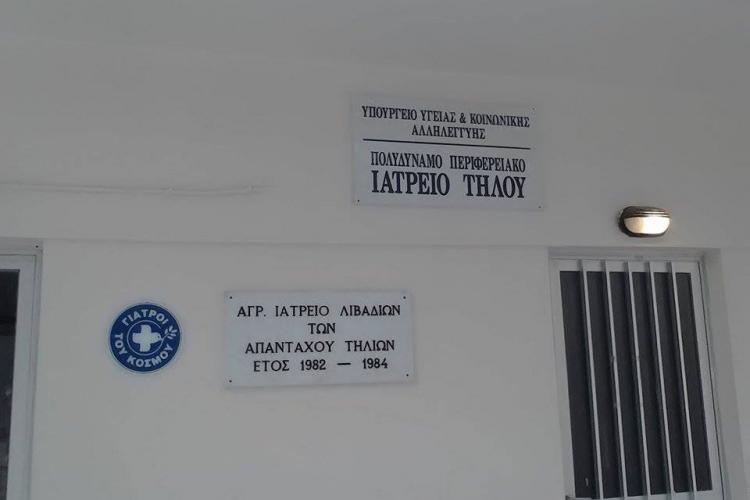 ΥΠΟΥΡΓΕΙΟ ΥΓΕΙΑΣ & ΚΟΙΝΩΝΙΚΗΣ
ΑΛΛΗΛΕΓΓΥΗΣ
ΠΟΛΥΔΥΝΑΜΟ ΠΕΡΙΦΕΡΕΙΑΚΟ
ΙΑΤΡΕΙΟ ΤΗΛΟΥ
ΑΓΡ. ΙΑΤΡΕΙΟ ΛΙΒΑΔΙΩΝ
ΤΩΝ
ΑΠΑΝΤΑΧΟΥ ΤΗΛΙΩΝ
ΕΤΟΣ 1982 — 1984
ΓΙΑΤΡΟΙ
ΤΟΥ ΚΟΣΜΟΥ